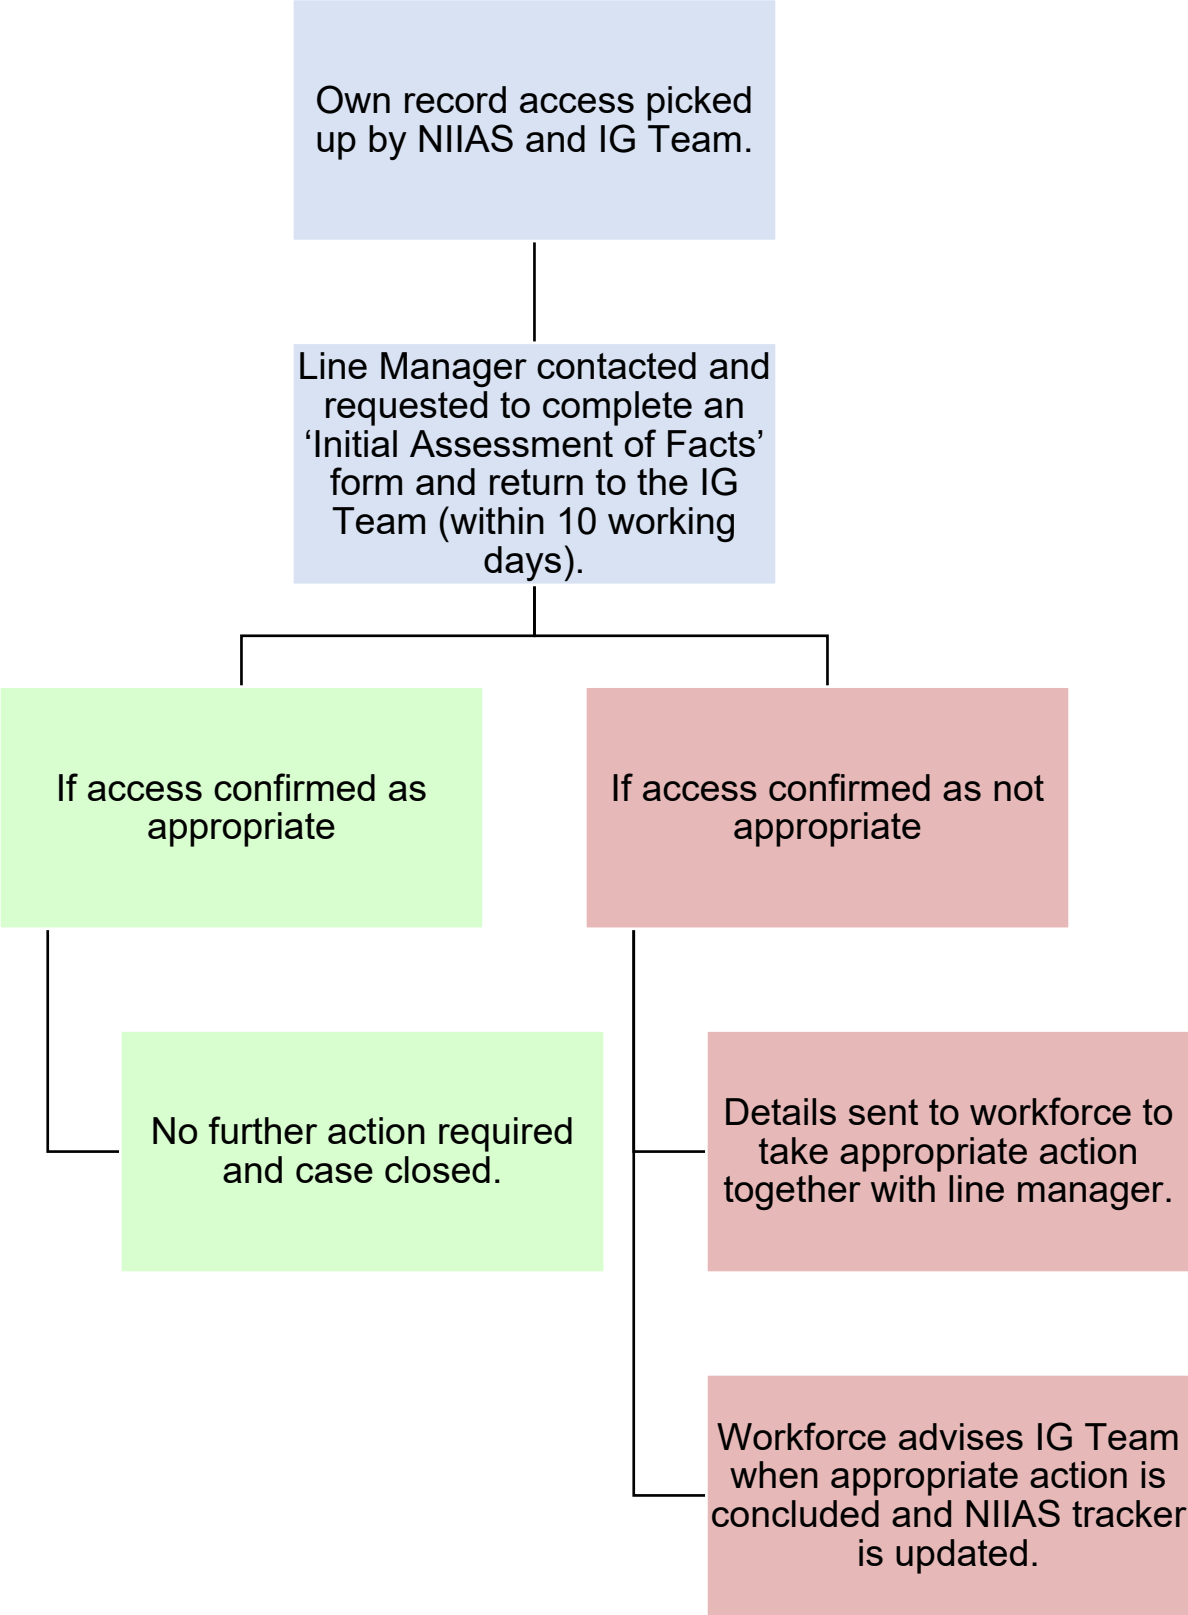 Own record access picked
up by NIIAS and IG Team.
Line Manager contacted and
requested to complete an
‘Initial Assessment of Facts’
form and return to the IG
Team (within 10 working
days).
If access confirmed as
appropriate
If access confirmed as not
appropriate
No further action required
and case closed.
Details sent to workforce to
take appropriate action
together with line manager.
Workforce advises IG Team
when appropriate action is
concluded and NIIAS tracker
is updated.